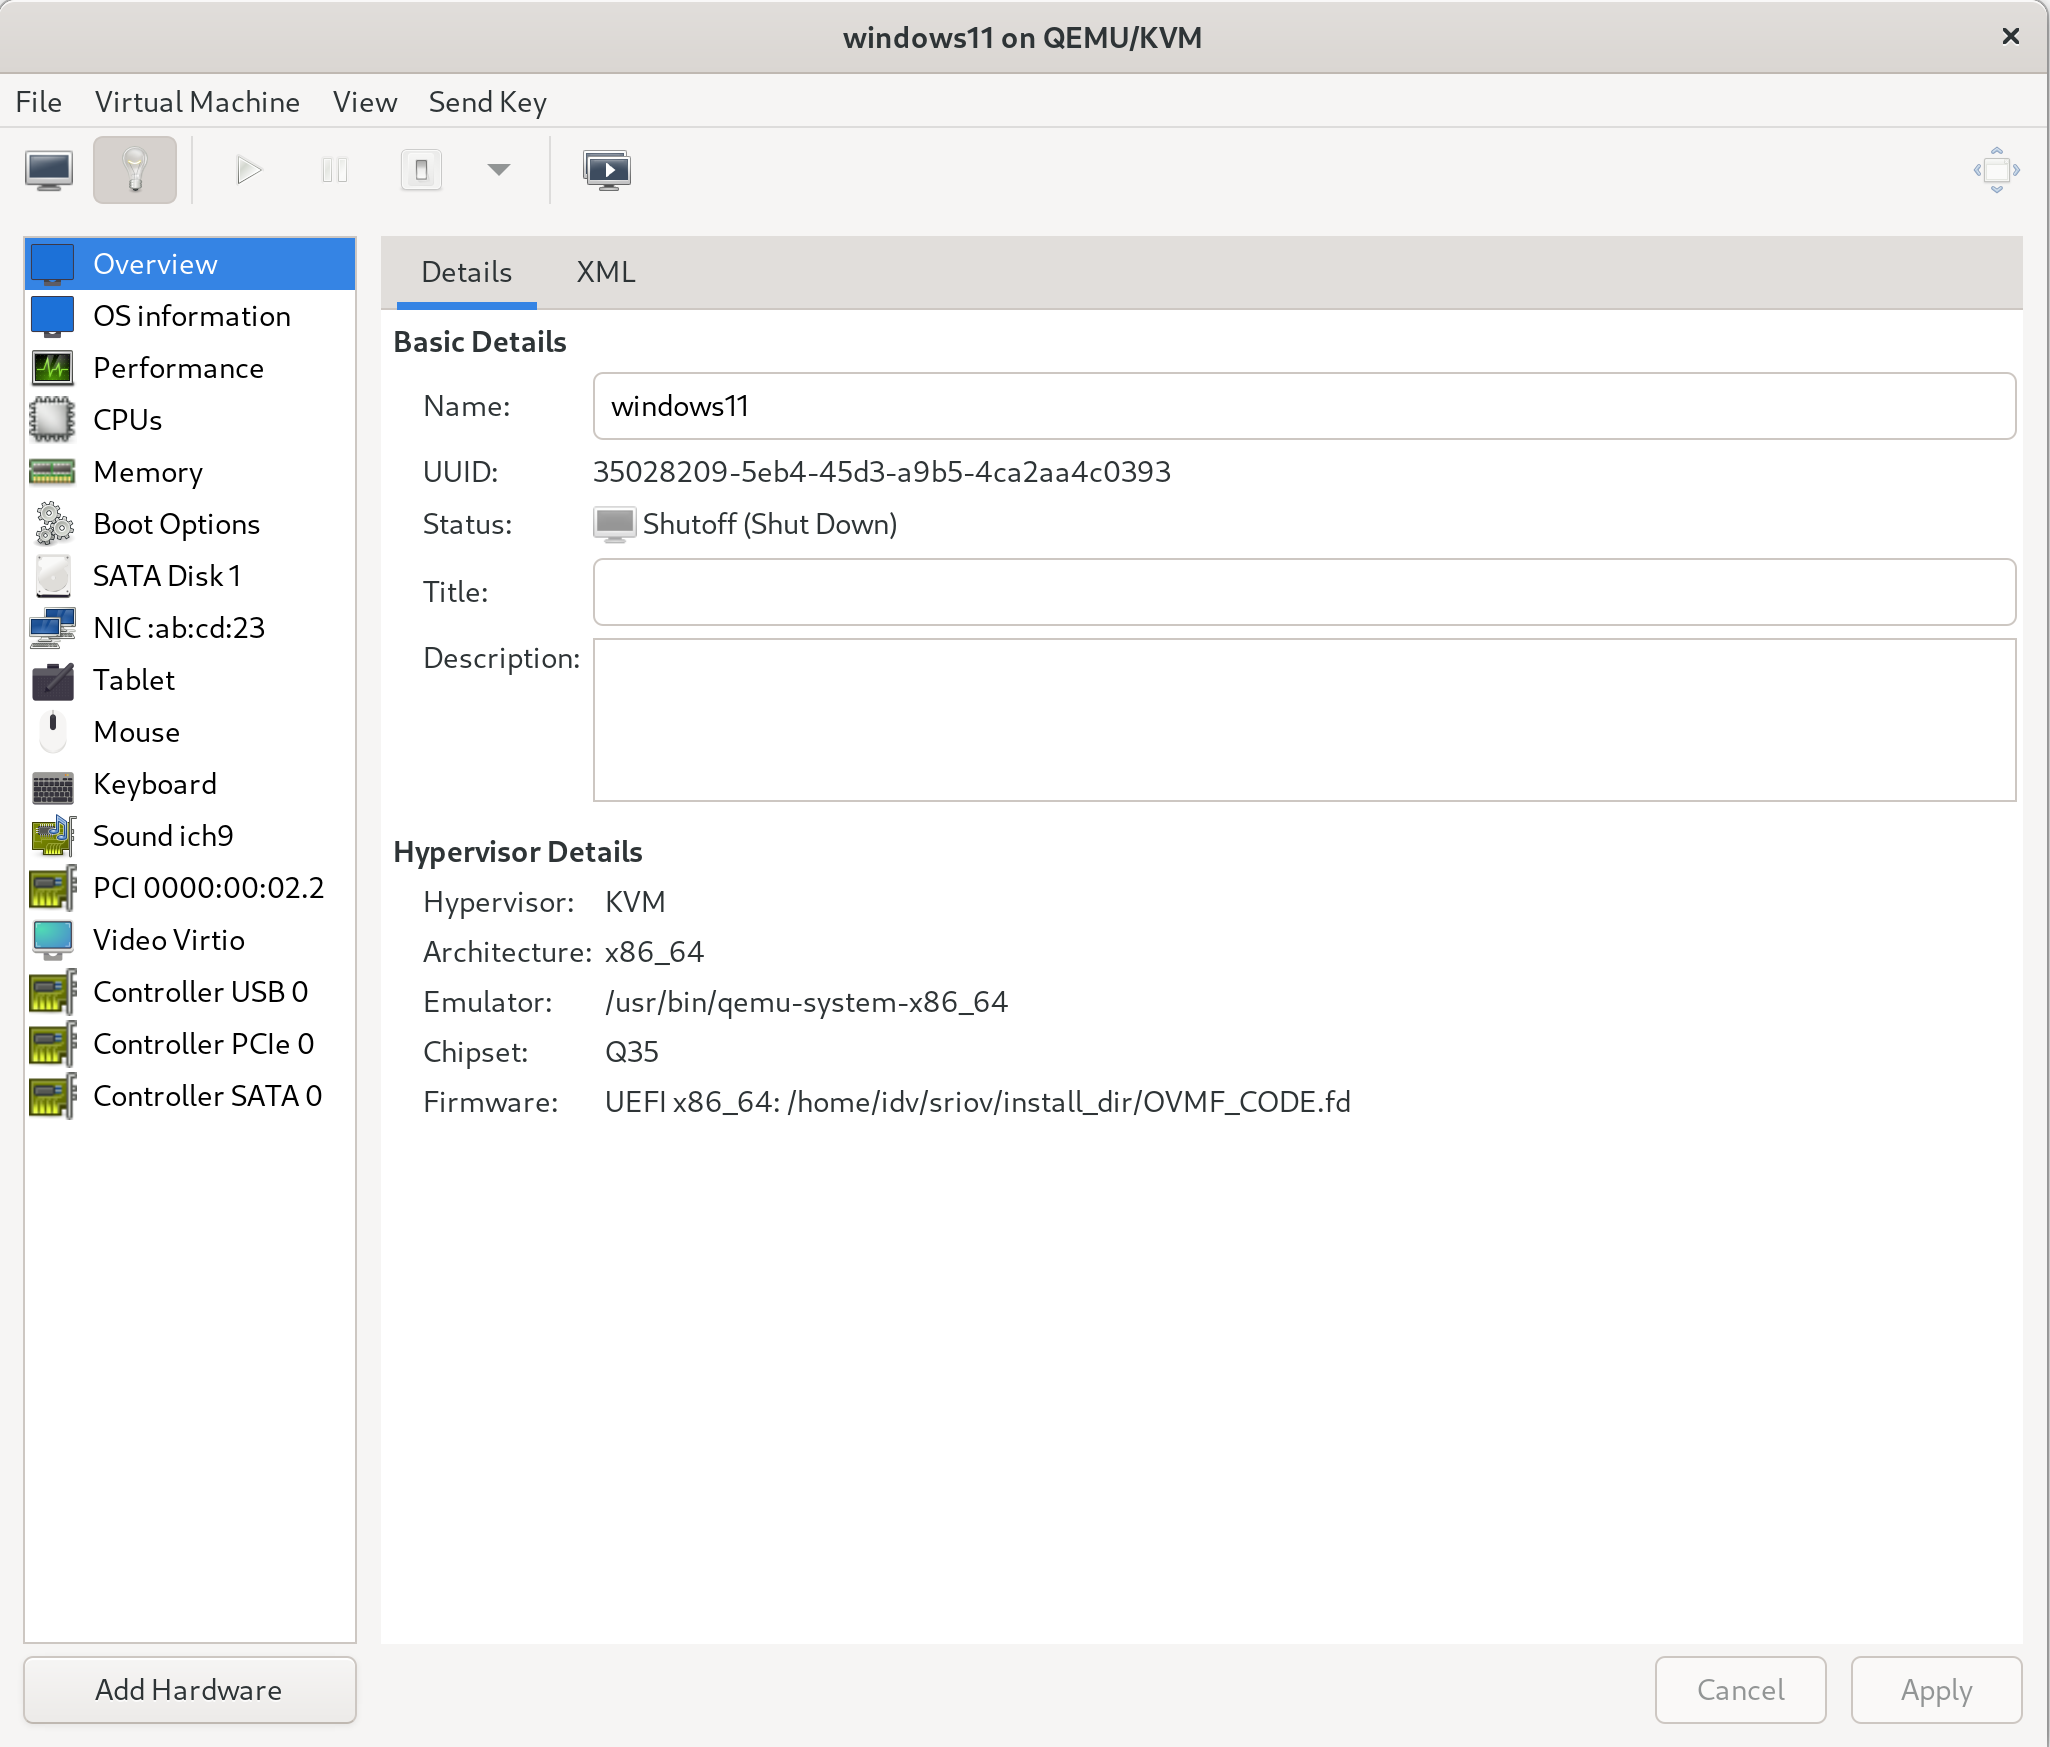 windows11 on QEMU/KVM
File Virtual Machine View Send Key
Overview
OS information
Performance
CPUs
Memory
Boot Options
SATA Disk 1
NIC :ab:cd:23
Tablet
Mouse
Keyboard
Sound ich9
PCI 0000:00:02.2
Video Virtio
Controller USB 0
Controller PCIe 0
Controller SATA 0
Add Hardware
Details XML
Basic Details
Name: windows11
UUID: 35028209-5eb4-45d3-a9b5-4ca2aa4c0393
Status: Shutoff (Shut Down)
Title:
Description:
Hypervisor Details
Hypervisor: KVM
Architecture: x86_64
Emulator: /usr/bin/qemu-system-x86_64
Chipset: Q35
Firmware: UEFI x86_64: /home/idv/sriov/install_dir/OVMF_CODE.fd
Cancel Apply